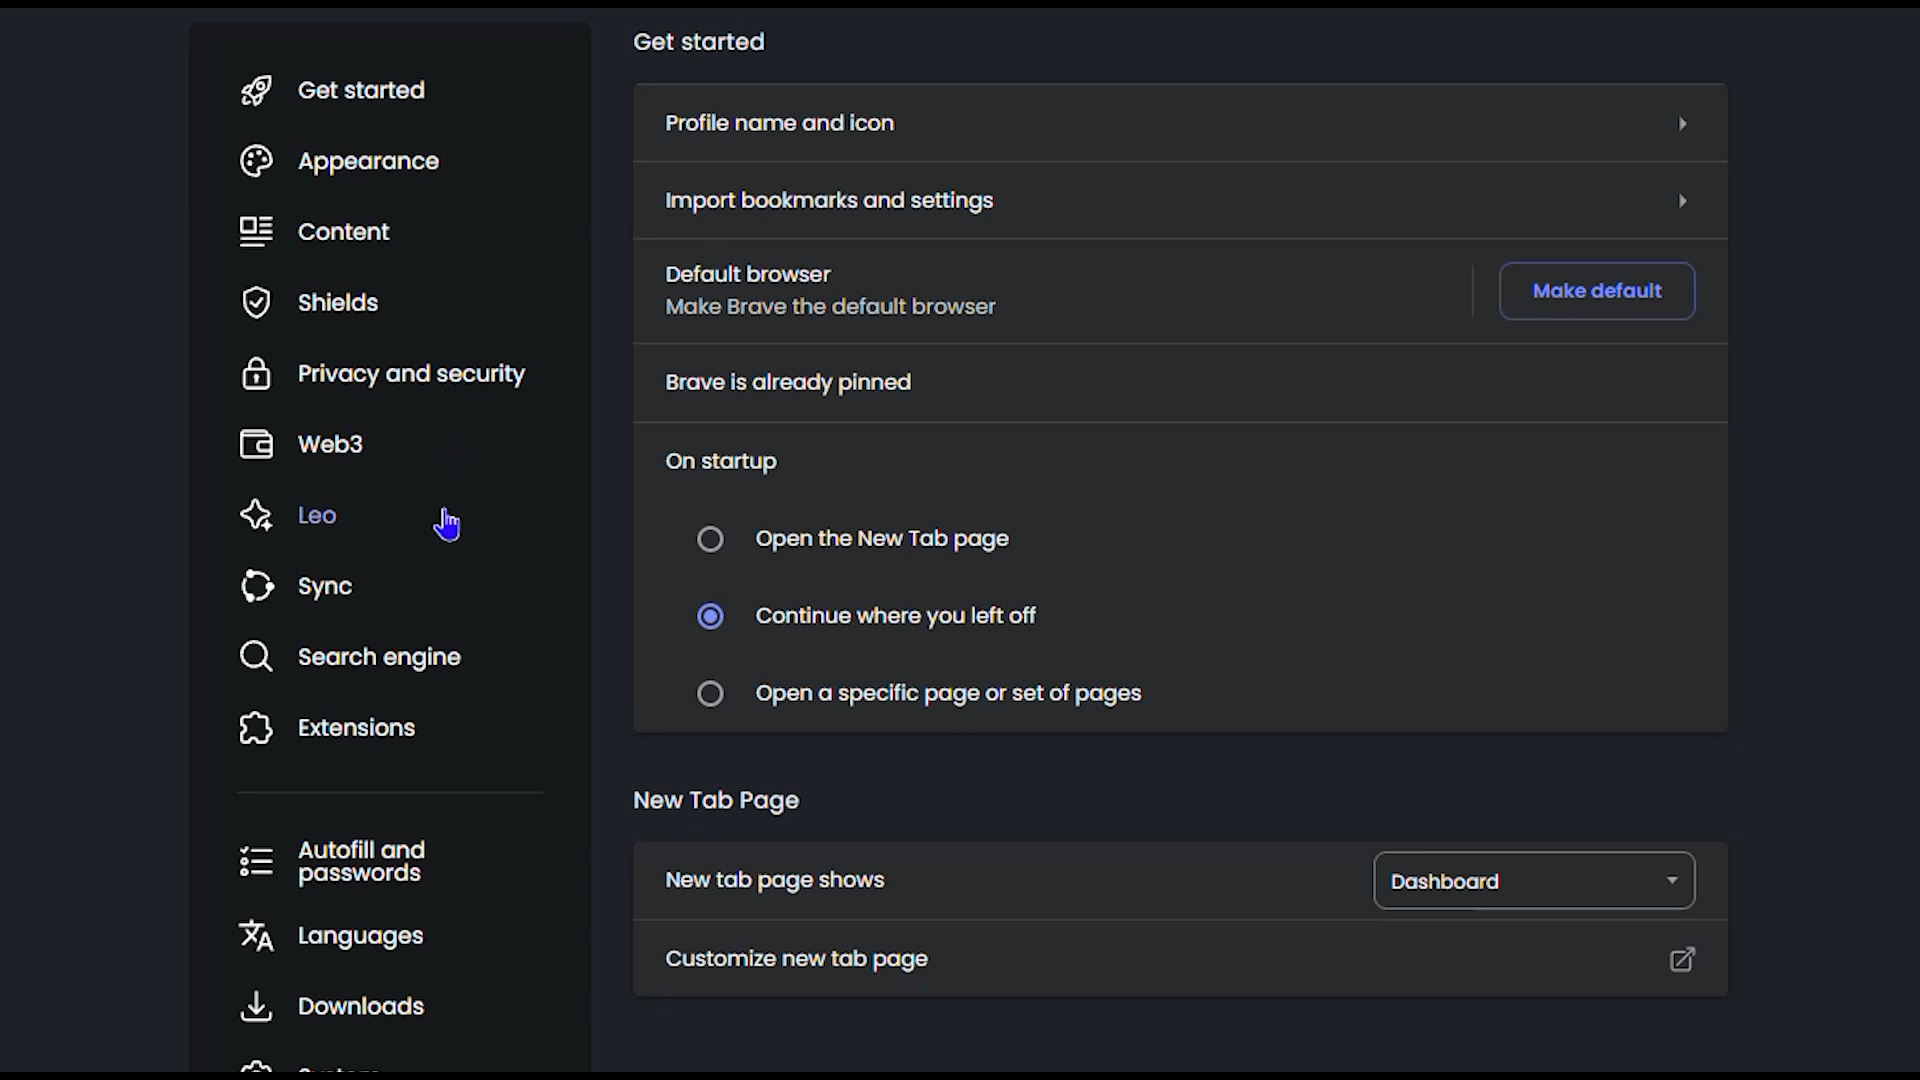 Get started
Appearance
Content
Shields
Privacy and security
Web3
Leo
Sync
Search engine
Extensions
Autofill and
passwords
Languages
Downloads
Get started
Profile name and icon
Import bookmarks and settings
Default browser
Make Brave the default browser
Make default
Brave is already pinned
On startup
Open the New Tab page
Continue where you left off
Open a specific page or set of pages
New Tab Page
New tab page shows
Dashboard
Customize new tab page